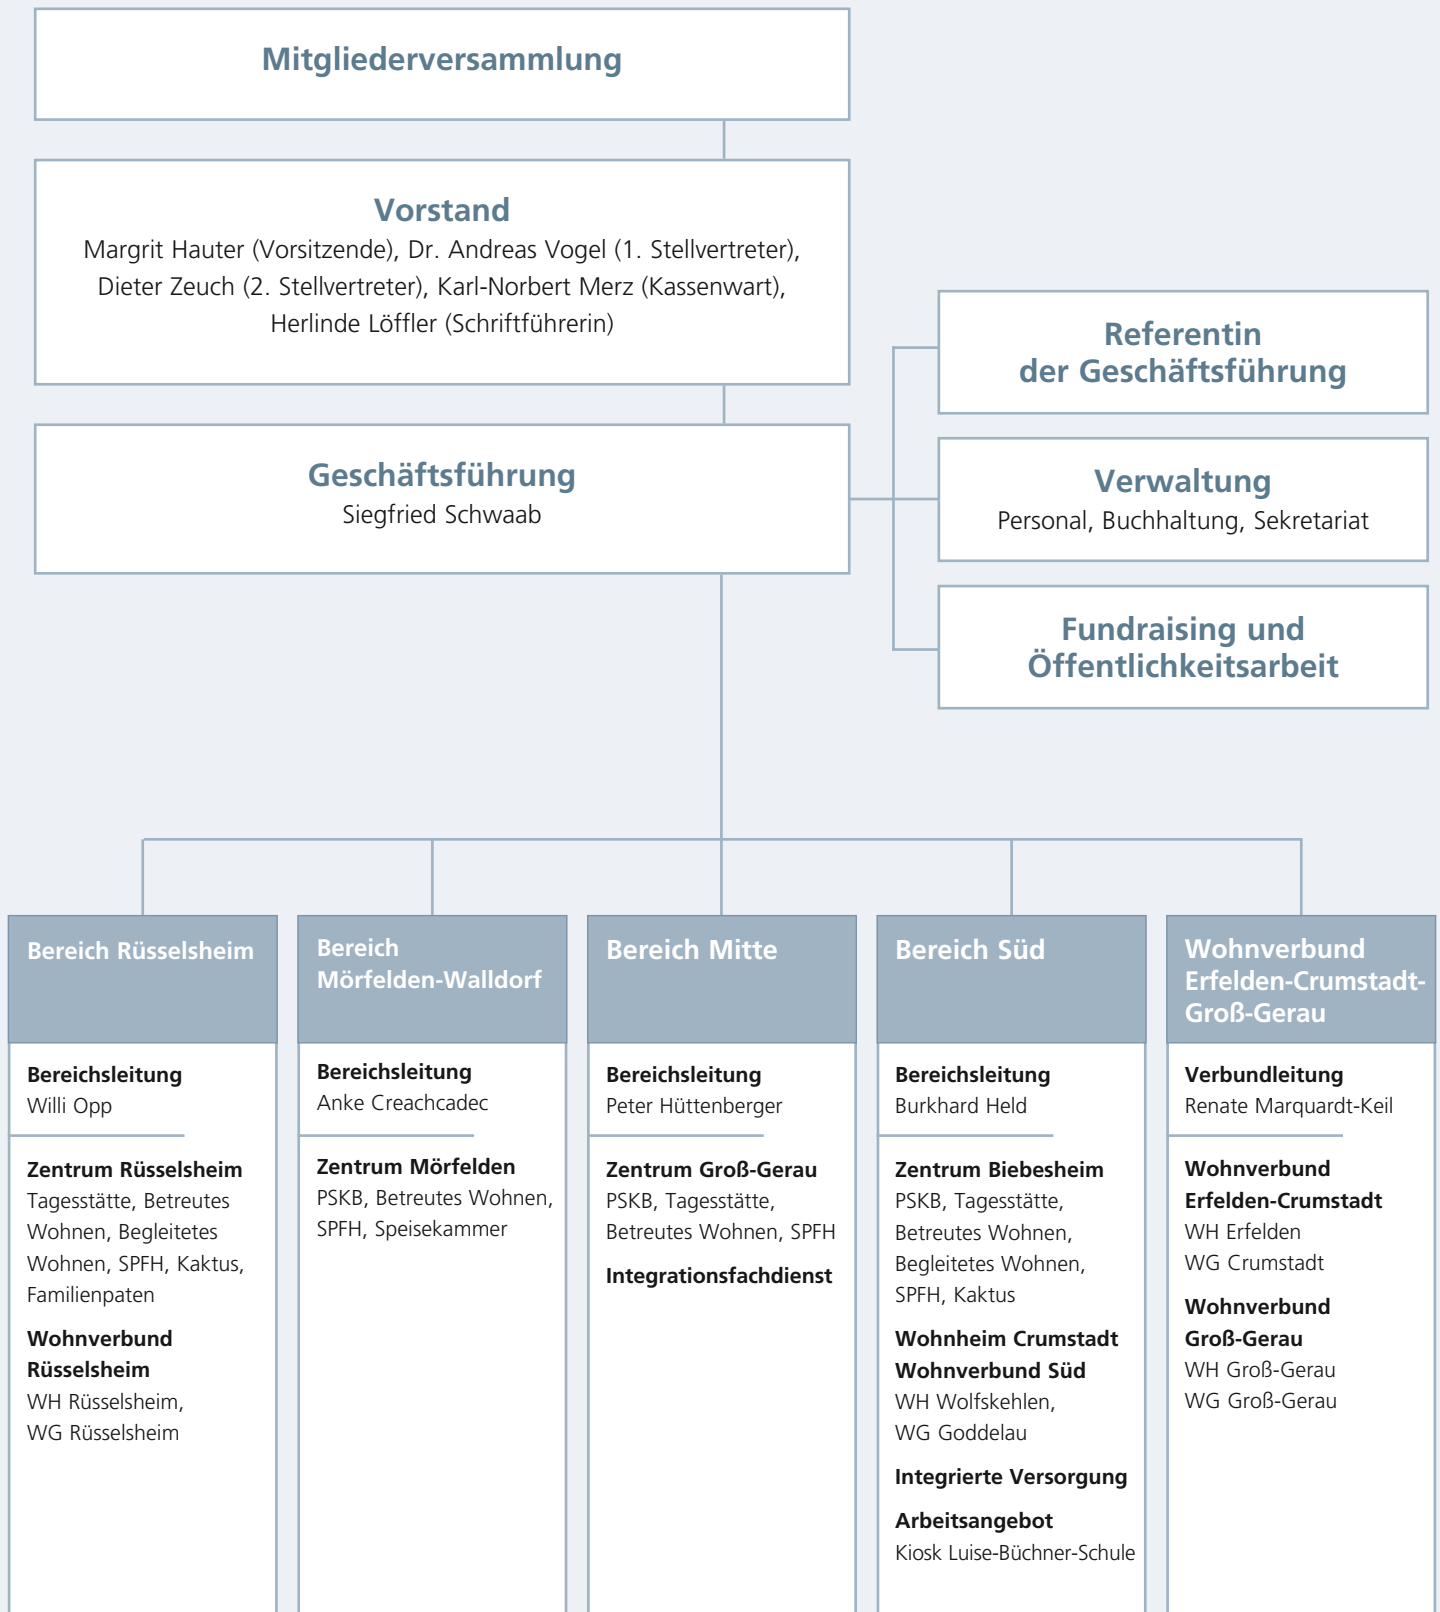 Mitgliederversammlung
Vorstand
Margrit Hauter (Vorsitzende), Dr. Andreas Vogel (1. Stellvertreter),
Dieter Zeuch (2. Stellvertreter), Karl-Norbert Merz (Kassenwart),
Herlinde Löffler (Schriftführerin)
Geschäftsführung
Siegfried Schwaab
Referentin
der Geschäftsführung
Verwaltung
Personal, Buchhaltung, Sekretariat
Fundraising und
Öffentlichkeitsarbeit
Bereich Rüsselsheim
Bereichsleitung
Willi Opp
Zentrum Rüsselsheim
Tagesstätte, Betreutes
Wohnen, Begleitetes
Wohnen, SPFH, Kaktus,
Familienpaten
Wohnverbund
Rüsselsheim
WH Rüsselsheim,
WG Rüsselsheim
Bereich
Mörfelden-Walldorf
Bereichsleitung
Anke Creachcadec
Zentrum Mörfelden
PSKB, Betreutes Wohnen,
SPFH, Speisekammer
Bereich Mitte
Bereichsleitung
Peter Hüttenberger
Zentrum Groß-Gerau
PSKB, Tagesstätte,
Betreutes Wohnen, SPFH
Integrationsfachdienst
Bereich Süd
Bereichsleitung
Burkhard Held
Zentrum Biebesheim
PSKB, Tagesstätte,
Betreutes Wohnen,
Begleitetes Wohnen,
SPFH, Kaktus
Wohnheim Crumstadt
Wohnverbund Süd
WH Wolfskehlen,
WG Goddelau
Integrierte Versorgung
Arbeitsangebot
Kiosk Luise-Büchner-Schule
Wohnverbund
Erfelden-Crumstadt-
Groß-Gerau
Verbundleitung
Renate Marquardt-Keil
Wohnverbund
Erfelden-Crumstadt
WH Erfelden
WG Crumstadt
Wohnverbund
Groß-Gerau
WH Groß-Gerau
WG Groß-Gerau